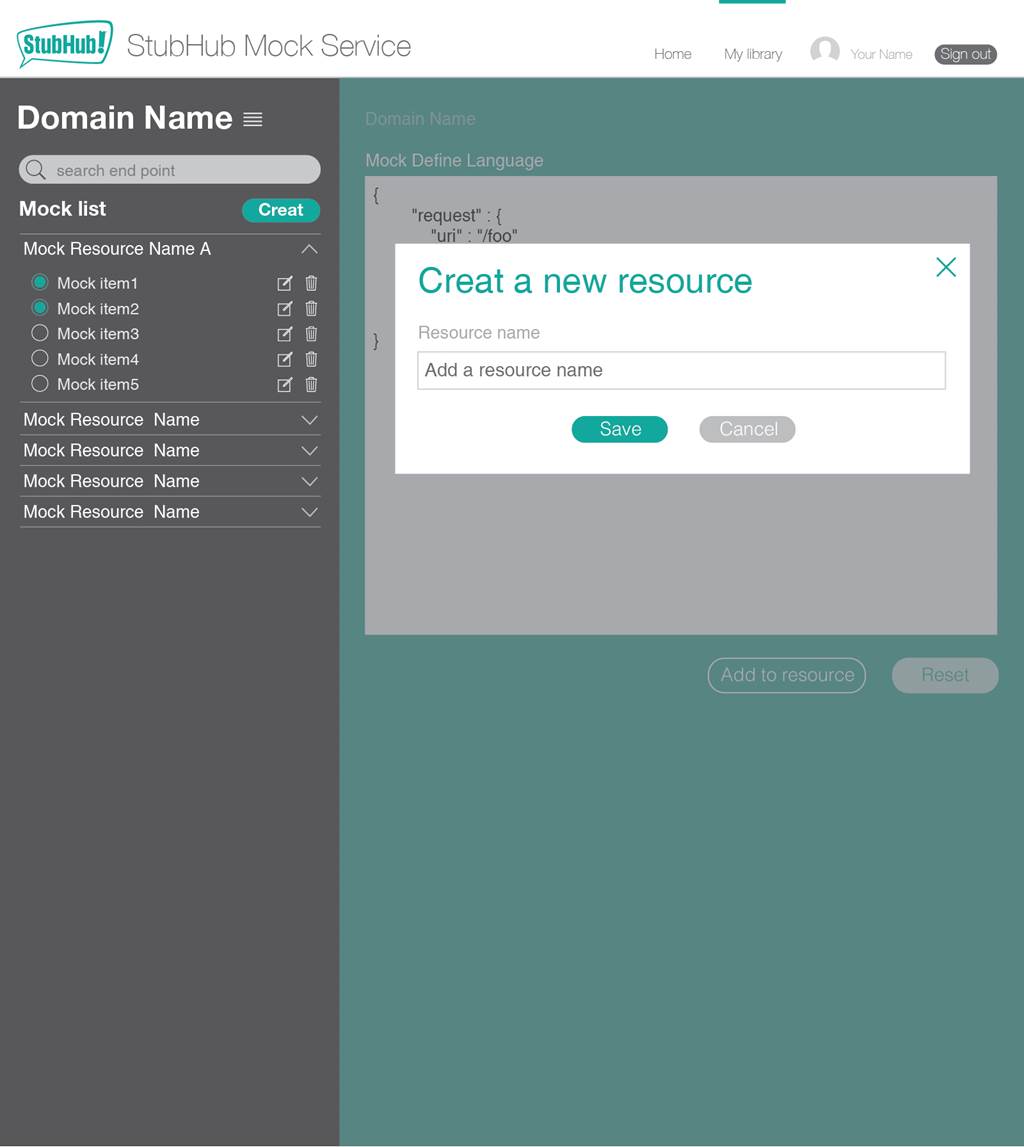 StubHub!
StubHub Mock Service
Home
My library
Your Name
Sign out
Domain Name
search end point
Mock list
Creat
Mock Resource Name A
Mock item1
Mock item2
Mock item3
Mock item4
Mock item5
Mock Resource  Name
Mock Resource  Name
Mock Resource  Name
Mock Resource  Name
Domain Name
Mock Define Language
{
"request" : {
"uri" : "/foo"
}
Creat a new resource
Resource name
Add a resource name
Save
Cancel
Add to resource
Reset